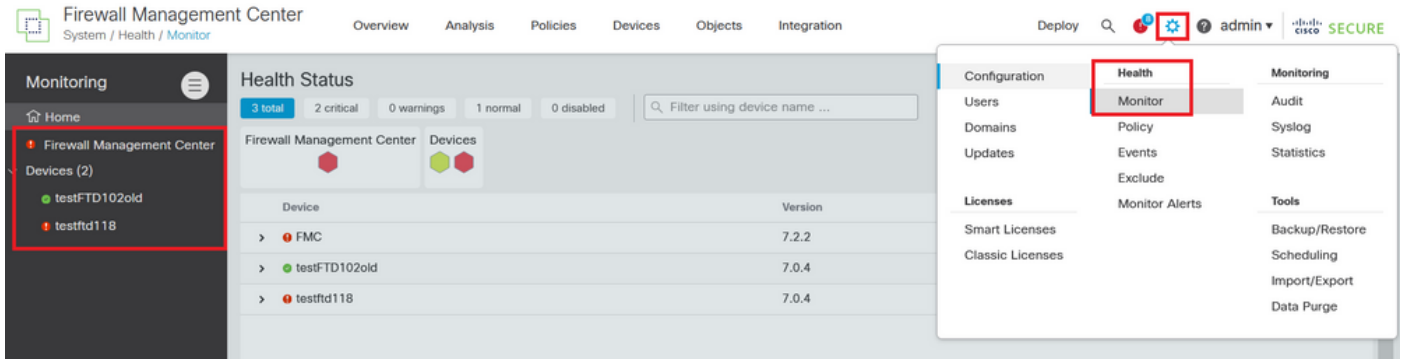 Firewall Management Center
System / Health / Monitor
Overview Analysis Policies Devices Objects Integration
Deploy admin cisco SECURE
Monitoring
Home
Firewall Management Center
Devices (2)
testFTD102old
testftd118
Health Status
3 total 2 critical 0 warnings 1 normal 0 disabled
Filter using device name ...
Firewall Management Center Devices
Device Version
FMC 7.2.2
testFTD102old 7.0.4
testftd118 7.0.4
Configuration
Users
Domains
Updates
Licenses
Smart Licenses
Classic Licenses
Health
Monitor
Policy
Events
Exclude
Monitor Alerts
Monitoring
Audit
Syslog
Statistics
Tools
Backup/Restore
Scheduling
Import/Export
Data Purge